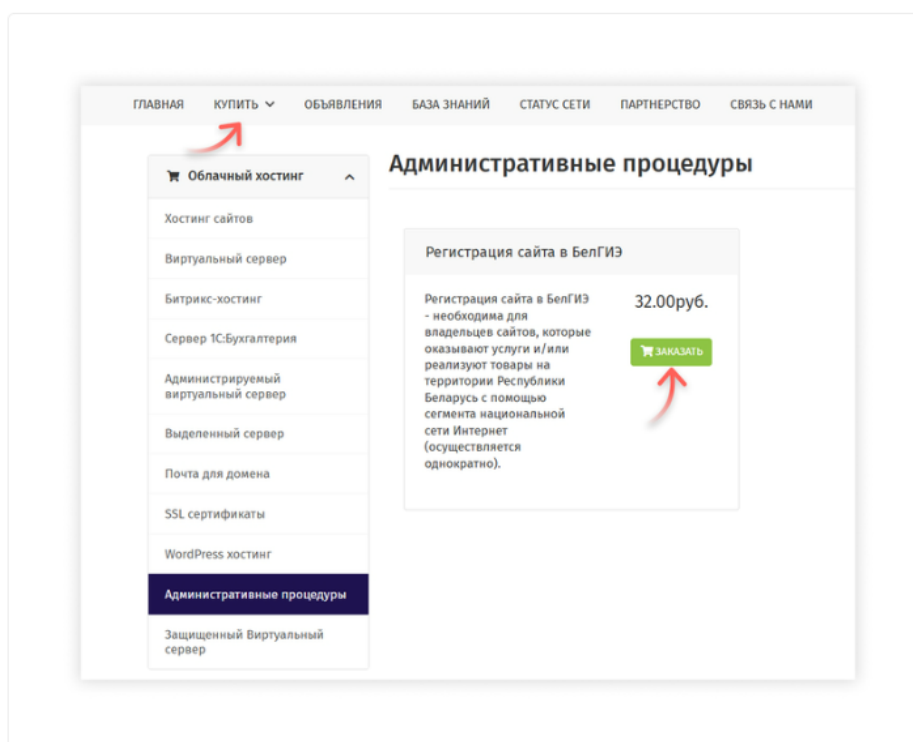 ГЛАВНАЯ КУПИТЬ ОБЪЯВЛЕНИЯ БАЗА ЗНАНИЙ СТАТУС СЕТИ ПАРТНЕРСТВО СВЯЗЬ С НАМИ
Облачный хостинг
Хостинг сайтов
Виртуальный сервер
Битрикс-хостинг
Сервер 1С:Бухгалтерия
Администрируемый
виртуальный сервер
Выделенный сервер
Почта для домена
SSL сертификаты
WordPress хостинг
Административные процедуры
Защищенный Виртуальный
сервер
Административные процедуры
Регистрация сайта в БелГИЭ
Регистрация сайта в БелГИЭ
- необходима для
владельцев сайтов, которые
оказывают услуги и/или
реализуют товары на
территории Республики
Беларусь с помощью
сегмента национальной
сети Интернет
(осуществляется
однократно).
32.00руб.
ЗАКАЗАТЬ